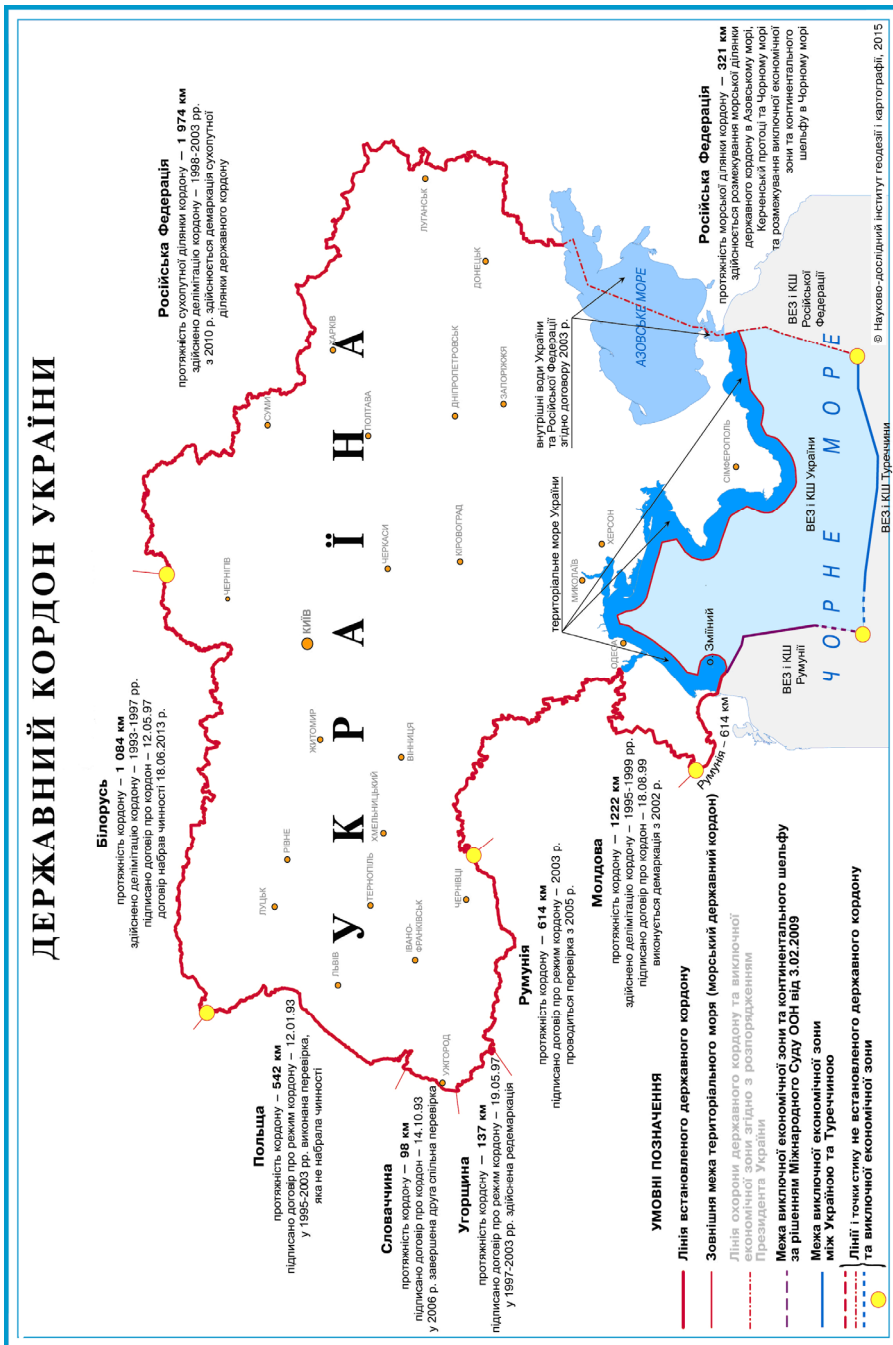 ДЕРЖАВНИЙ КОРДОН УКРАЇНИ
Білорусь
протяжність кордону – 1 084 км
здійснено делімітацію кордону – 1993-1997 рр.
підписано договір про кордон – 12.05.97
договір набрав чинності 18.06.2013 р.
Російська Федерація
протяжність сухопутної ділянки кордону – 1 974 км
здійснено делімітацію кордону – 1998-2003 рр.
з 2010 р. здійснюється демаркація сухопутної
ділянки державного кордону
Польща
протяжність кордону – 542 км
підписано договір про режим кордону – 12.01.93
у 1995-2003 рр. виконана перевірка,
яка не набрала чинності
Словаччина
протяжність кордону – 98 км
підписано договір про кордон – 14.10.93
у 2006 р. завершена друга спільна перевірка
Угорщина
протяжність кордону – 137 км
підписано договір про режим кордону – 19.05.97
у 1997-2003 рр. здійснена редемаркація
Румунія
протяжність кордону – 614 км
підписано договір про режим кордону – 2003 р.
проводиться перевірка з 2005 р.
Молдова
протяжність кордону – 1222 км
здійснено делімітацію кордону – 1995-1999 рр.
підписано договір про кордон – 18.08.99
виконується демаркація з 2002 р.
Румунія – 614 км
УКРАЇНА
ЛУЦЬК
РІВНЕ
ЖИТОМИР
КИЇВ
ЧЕРНІГІВ
СУМИ
ХАРКІВ
ПОЛТАВА
ЛУГАНСЬК
ДОНЕЦЬК
ЛЬВІВ
ТЕРНОПІЛЬ
ХМЕЛЬНИЦЬКИЙ
ВІННИЦЯ
ЧЕРКАСИ
КІРОВОГРАД
ДНІПРОПЕТРОВСЬК
ЗАПОРІЖЖЯ
ІВАНО-
ФРАНКІВСЬК
УЖГОРОД
ЧЕРНІВЦІ
МИКОЛАЇВ
ХЕРСОН
ОДЕСА
СІМФЕРОПОЛЬ
о. Зміїний
територіальне море України
внутрішні води України
та Російської Федерації
згідно договору 2003 р.
АЗОВСЬКЕ МОРЕ
Російська Федерація
протяжність морської ділянки кордону – 321 км
здійснюється розмежування морської ділянки
державного кордону в Азовському морі,
Керченській протоці та Чорному морі
та розмежування виключної економічної
зони та континентального
шельфу в Чорному морі
ВЕЗ і КШ
Румунії
ВЕЗ і КШ України
ВЕЗ і КШ
Російської
Федерації
ЧОРНЕ МОРЕ
ВЕЗ і КШ Туреччини
УМОВНІ ПОЗНАЧЕННЯ
Лінія встановленого державного кордону
Зовнішня межа територіального моря (морський державний кордон)
Лінія охорони державного кордону та виключної
економічної зони згідно з розпорядженням
Президента України
Межа виключної економічної зони та континентального шельфу
за рішенням Міжнародного Суду ООН від 3.02.2009
Межа виключної економічної зони
між Україною та Туреччиною
Лінії і точки стику не встановленого державного кордону
та виключної економічної зони
© Науково-дослідний інститут геодезії і картографії, 2015